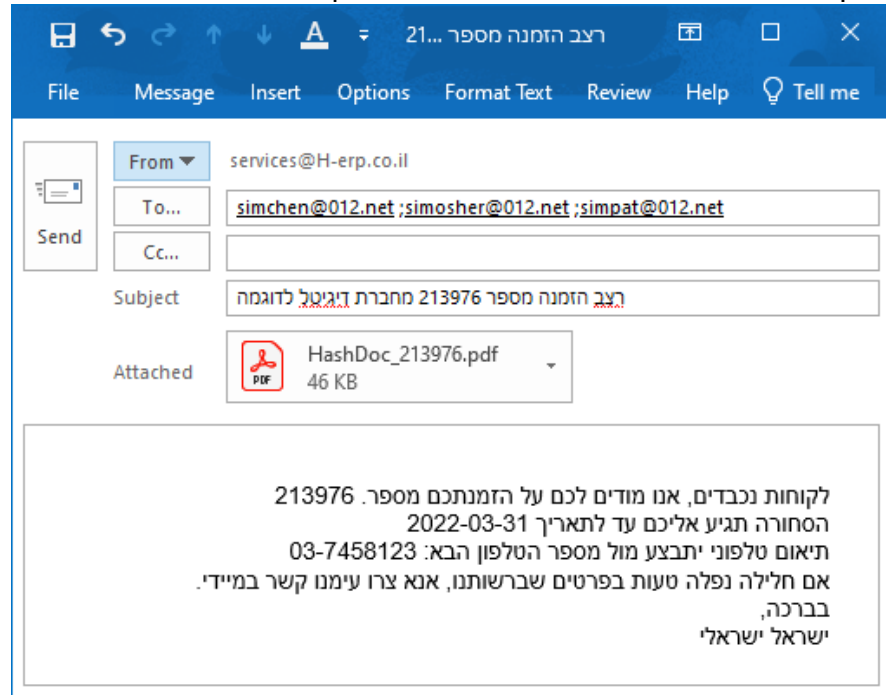 רצב הזמנה מספר ...21
File Message Insert Options Format Text Review Help Tell me
From services@H-erp.co.il
To... simchen@012.net ;simosher@012.net ;simpat@012.net
Send
Cc...
Subject רצב הזמנה מספר 213976 מחברת דיגיטל לדוגמה
Attached HashDoc_213976.pdf
PDF 46 KB
לקוחות נכבדים, אנו מודים לכם על הזמנתכם מספר. 213976
הסחורה תגיע אליכם עד לתאריך 2022-03-31
תיאום טלפוני יתבצע מול מספר הטלפון הבא: 03-7458123
אם חלילה נפלה טעות בפרטים שברשותנו, אנא צרו עימנו קשר במיידי.
בברכה,
ישראל ישראלי